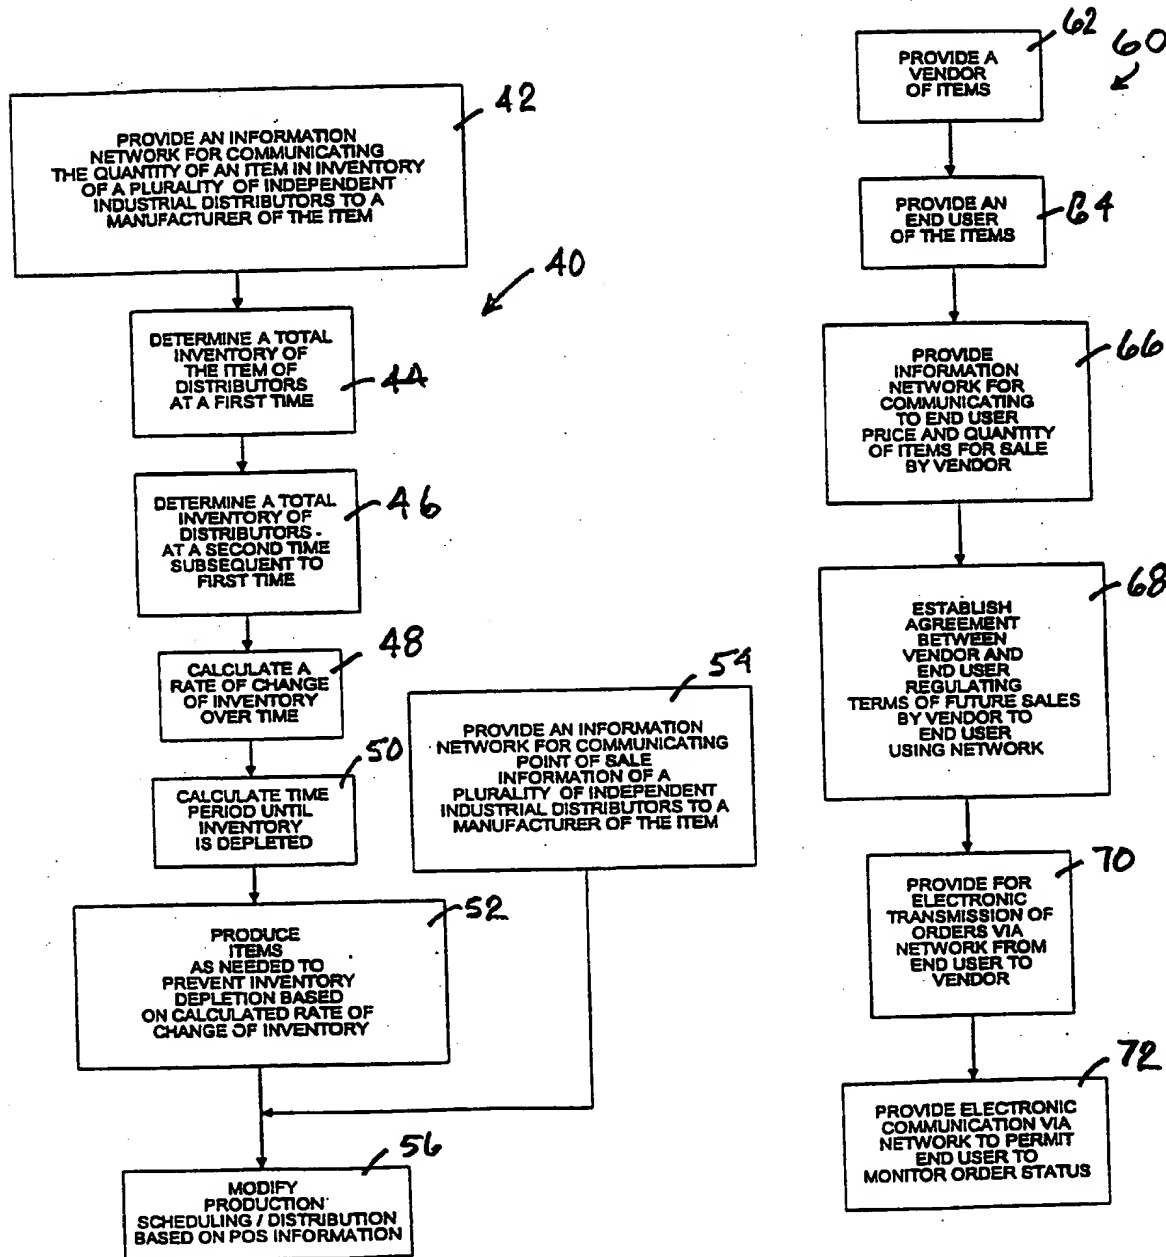 42
PROVIDE AN INFORMATION
NETWORK FOR COMMUNICATING
THE QUANTITY OF AN ITEM IN INVENTORY
OF A PLURALITY OF INDEPENDENT
INDUSTRIAL DISTRIBUTORS TO A
MANUFACTURER OF THE ITEM
40
DETERMINE A TOTAL
INVENTORY OF
THE ITEM OF
DISTRIBUTORS
AT A FIRST TIME
44
DETERMINE A TOTAL
INVENTORY OF
DISTRIBUTORS -
AT A SECOND TIME
SUBSEQUENT TO
FIRST TIME
46
CALCULATE A
RATE OF CHANGE
OF INVENTORY
OVER TIME
48
CALCULATE TIME
PERIOD UNTIL
INVENTORY
IS DEPLETED
50
PRODUCE
ITEMS
AS NEEDED TO
PREVENT INVENTORY
DEPLETION BASED
ON CALCULATED RATE OF
CHANGE OF INVENTORY
52
54
PROVIDE AN INFORMATION
NETWORK FOR COMMUNICATING
POINT OF SALE
INFORMATION OF A
PLURALITY OF INDEPENDENT
INDUSTRIAL DISTRIBUTORS TO A
MANUFACTURER OF THE ITEM
56
MODIFY
PRODUCTION
SCHEDULING / DISTRIBUTION
BASED ON POS INFORMATION
62
60
PROVIDE A
VENDOR
OF ITEMS
PROVIDE AN
END USER
OF THE ITEMS
64
PROVIDE
INFORMATION
NETWORK FOR
COMMUNICATING
TO END USER
PRICE AND QUANTITY
OF ITEMS FOR SALE
BY VENDOR
66
ESTABLISH
AGREEMENT
BETWEEN
VENDOR AND
END USER
REGULATING
TERMS OF FUTURE SALES
BY VENDOR TO
END USER
USING NETWORK
68
PROVIDE FOR
ELECTRONIC
TRANSMISSION OF
ORDERS VIA
NETWORK FROM
END USER TO
VENDOR
70
PROVIDE ELECTRONIC
COMMUNICATION VIA
NETWORK TO PERMIT
END USER TO
MONITOR ORDER STATUS
72